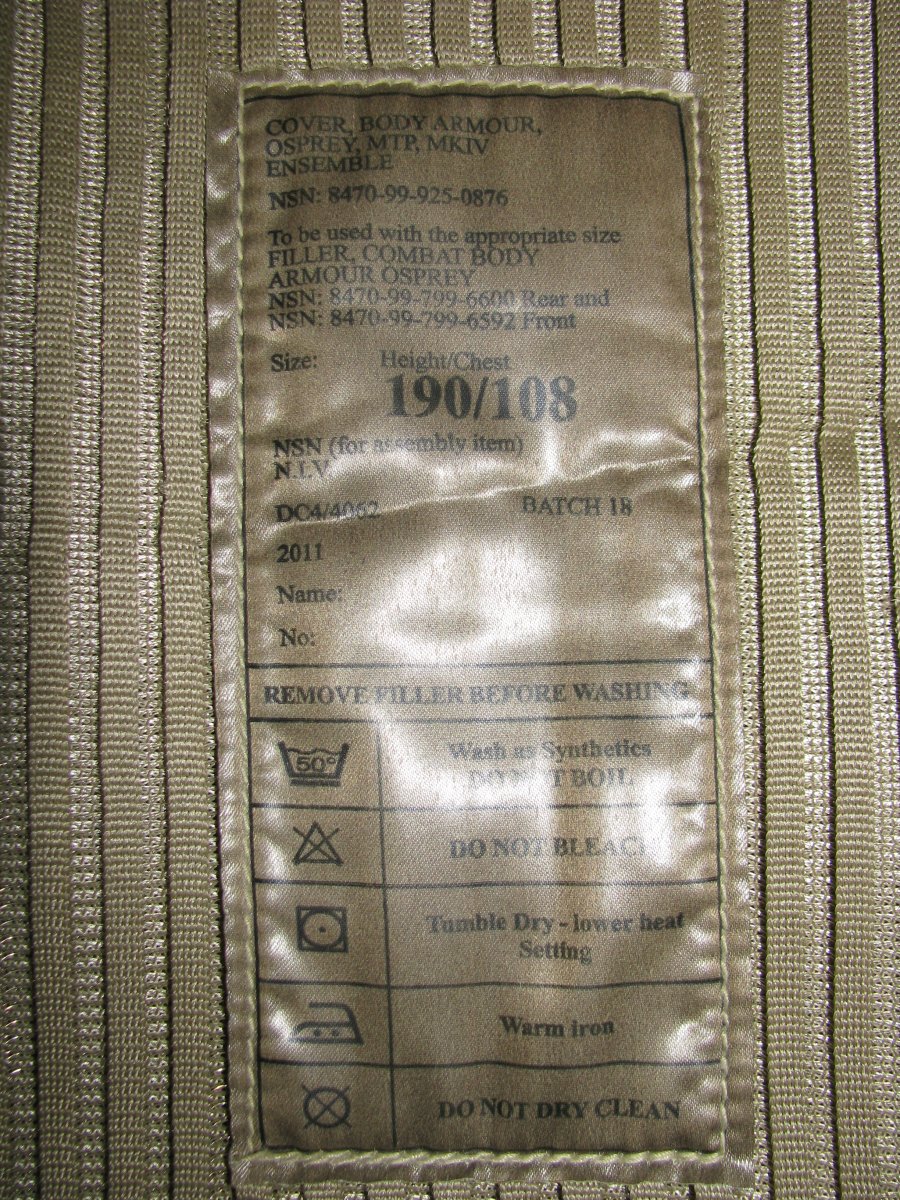 COVER, BODY ARMOUR,
OSPREY, MTP, MKIV
ENSEMBLE
NSN: 8470-99-925-0876
To be used with the appropriate size
FILLER, COMBAT BODY
ARMOUR OSPREY
NSN: 8470-99-799-6600 Rear and
NSN: 8470-99-799-6592 Front
Size: Height/Chest
190/108
NSN (for assembly item)
N.I.V
DC4/4062 BATCH 18
2011
Name:
No:
REMOVE FILLER BEFORE WASHING
50°
Wash as Synthetics
DO NOT BOIL
DO NOT BLEACH
Tumble Dry - lower heat
Setting
Warm iron
DO NOT DRY CLEAN